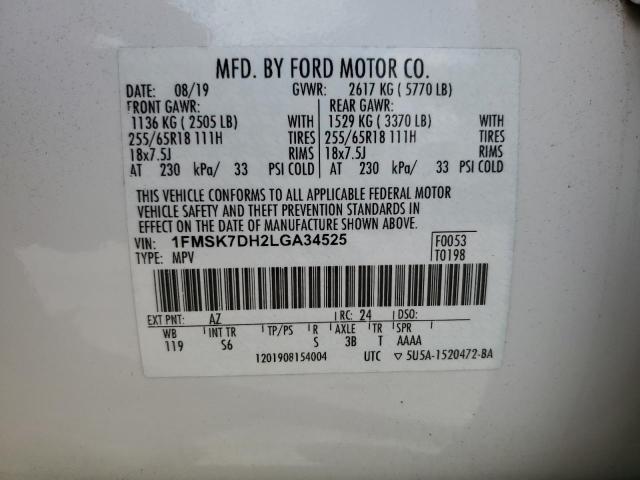 MFD. BY FORD MOTOR CO.
DATE: 08/19 GVWR: 2617 KG ( 5770 LB)
FRONT GAWR: REAR GAWR:
1136 KG ( 2505 LB) WITH 1529 KG ( 3370 LB) WITH
255/65R18 111H TIRES 255/65R18 111H TIRES
18x7.5J RIMS 18x7.5J RIMS
AT 230 kPa/ 33 PSI COLD AT 230 kPa/ 33 PSI COLD
THIS VEHICLE CONFORMS TO ALL APPLICABLE FEDERAL MOTOR
VEHICLE SAFETY AND THEFT PREVENTION STANDARDS IN
EFFECT ON THE DATE OF MANUFACTURE SHOWN ABOVE.
VIN: 1FMSK7DH2LGA34525 F0053
TYPE: MPV T0198
EXT PNT: AZ RC: 24 DSO:
WB INT TR TP/PS R AXLE TR SPR
119 S6 S 3B T AAAA
1201908154004 UTC ▽ 5U5A-1520472-BA